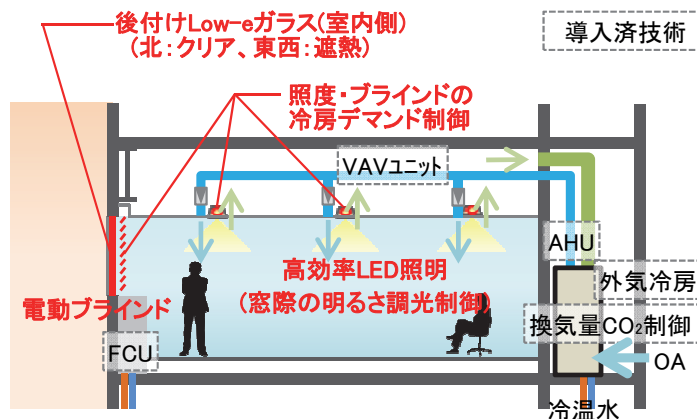 後付けLow-eガラス(室内側)
(北：クリア、東西：遮熱)
導入済技術
照度・ブラインドの
冷房デマンド制御
VAVユニット
AHU
高効率LED照明
(窓際の明るさ調光制御)
電動ブラインド
外気冷房
換気量CO₂制御
FCU
OA
冷温水